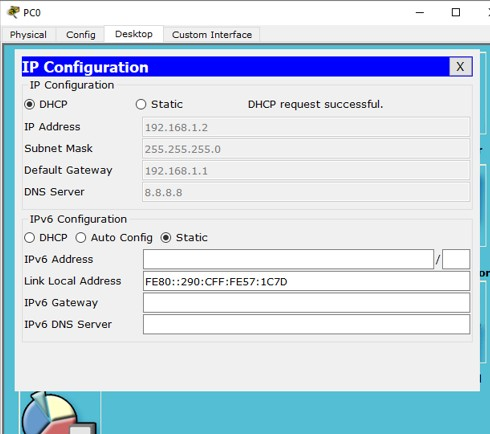 PC0
Physical Config Desktop Custom Interface
IP Configuration X
IP Configuration
DHCP Static DHCP request successful.
IP Address 192.168.1.2
Subnet Mask 255.255.255.0
Default Gateway 192.168.1.1
DNS Server 8.8.8.8
IPv6 Configuration
DHCP Auto Config Static
IPv6 Address /
Link Local Address FE80::290:CFF:FE57:1C7D
IPv6 Gateway
IPv6 DNS Server